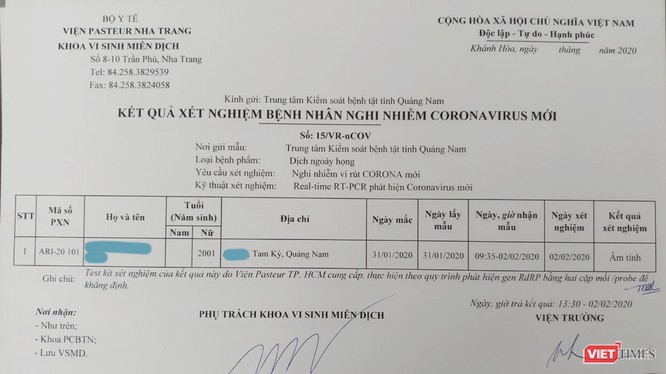 BỘ Y TẾ
VIỆN PASTEUR NHA TRANG
KHOA VI SINH MIỄN DỊCH
Số 8-10 Trần Phú, Nha Trang
Tel: 84.258.3829539
Fax: 84.258.3824058
CỘNG HÒA XÃ HỘI CHỦ NGHĨA VIỆT NAM
Độc lập - Tự do - Hạnh phúc
Khánh Hòa, ngày tháng năm 2020
Kính gửi: Trung tâm Kiểm soát bệnh tật tỉnh Quảng Nam
KẾT QUẢ XÉT NGHIỆM BỆNH NHÂN NGHI NHIỄM CORONAVIRUS MỚI
Số: 15/VR-nCOV
Nơi gửi mẫu: Trung tâm Kiểm soát bệnh tật tỉnh Quảng Nam
Loại bệnh phẩm: Dịch ngoáy họng
Yêu cầu xét nghiệm: Nghi nhiễm vi rút CORONA mới
Kỹ thuật xét nghiệm: Real-time RT-PCR phát hiện Coronavirus mới
STT Mã số PXN Họ và tên Tuổi (Năm sinh) Nam Nữ Địa chỉ Ngày mắc Ngày lấy mẫu Ngày, giờ nhận mẫu Ngày xét nghiệm Kết quả xét nghiệm
1 ARI-20 101 2001 Tam Kỳ, Quảng Nam 31/01/2020 31/01/2020 09:35-02/02/2020 02/02/2020 Âm tính
Ghi chú: Test kit xét nghiệm của kết quả này do Viện Pasteur TP. HCM cung cấp, thực hiện theo quy trình phát hiện gen RdRP bằng hai cặp mồi /probe để
khẳng định.
Ngày, giờ trả kết quả: 13:30 - 02/02/2020
Nơi nhận:
- Như trên;
- Khoa PCBTN;
- Lưu VSMD.
PHỤ TRÁCH KHOA VI SINH MIỄN DỊCH
VIỆN TRƯỞNG
VIETTIMES